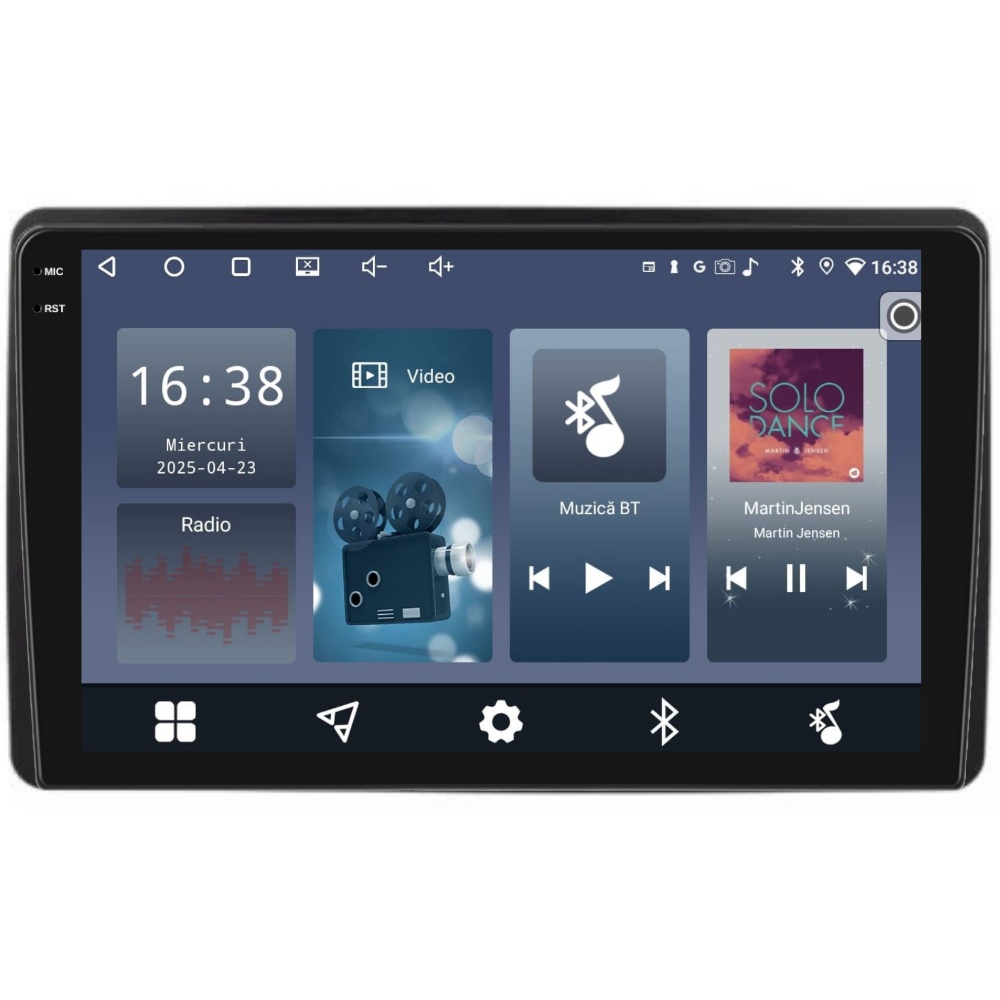 MIC
RST
16:38
16:38
Miercuri
2025-04-23
Radio
Video
Muzică BT
SOLO
DANCE
MARTIN JENSEN
MartinJensen
Martin Jensen